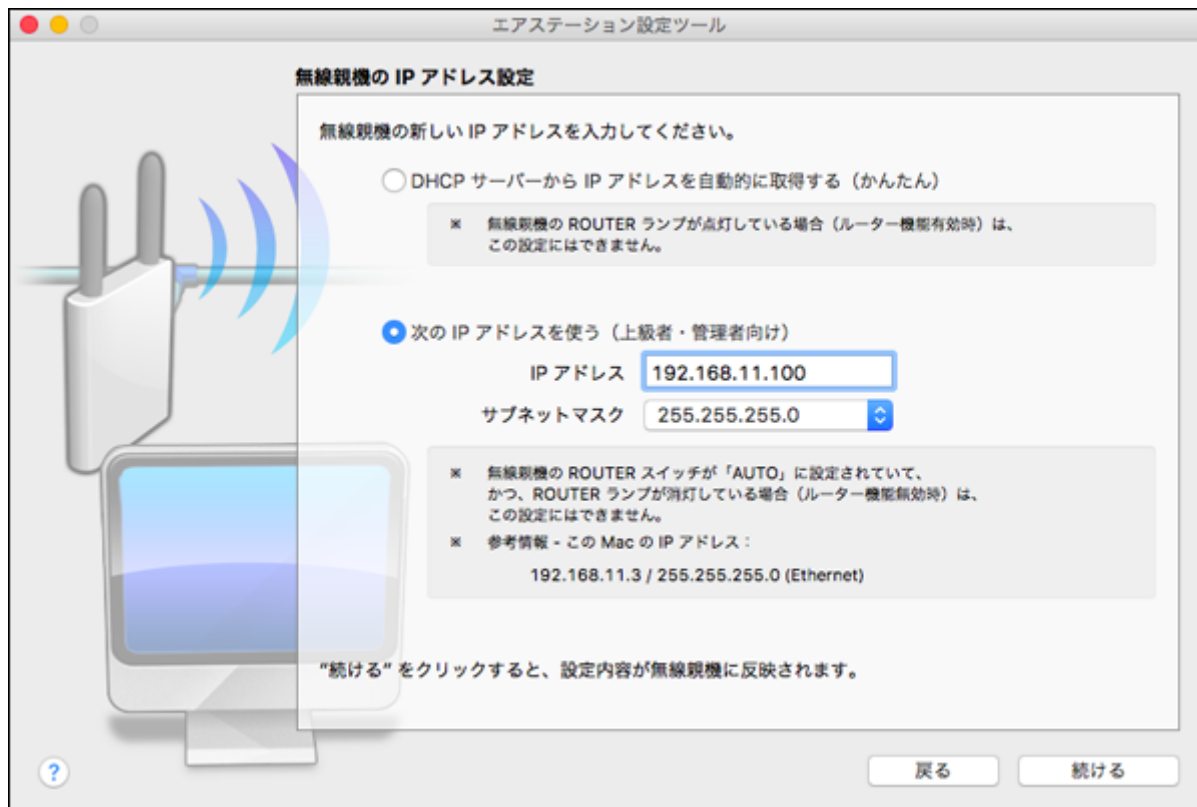 エアステーション設定ツール
無線親機の IP アドレス設定
無線親機の新しい IP アドレスを入力してください。
DHCP サーバーから IP アドレスを自動的に取得する（かんたん）
※ 無線親機の ROUTER ランプが点灯している場合（ルーター機能有効時）は、
この設定にはできません。
次の IP アドレスを使う（上級者・管理者向け）
IP アドレス 192.168.11.100
サブネットマスク 255.255.255.0
※ 無線親機の ROUTER スイッチが「AUTO」に設定されていて、
かつ、ROUTER ランプが消灯している場合（ルーター機能無効時）は、
この設定にはできません。
※ 参考情報 - この Mac の IP アドレス：
192.168.11.3 / 255.255.255.0 (Ethernet)
“続ける” をクリックすると、設定内容が無線親機に反映されます。
? 戻る 続ける